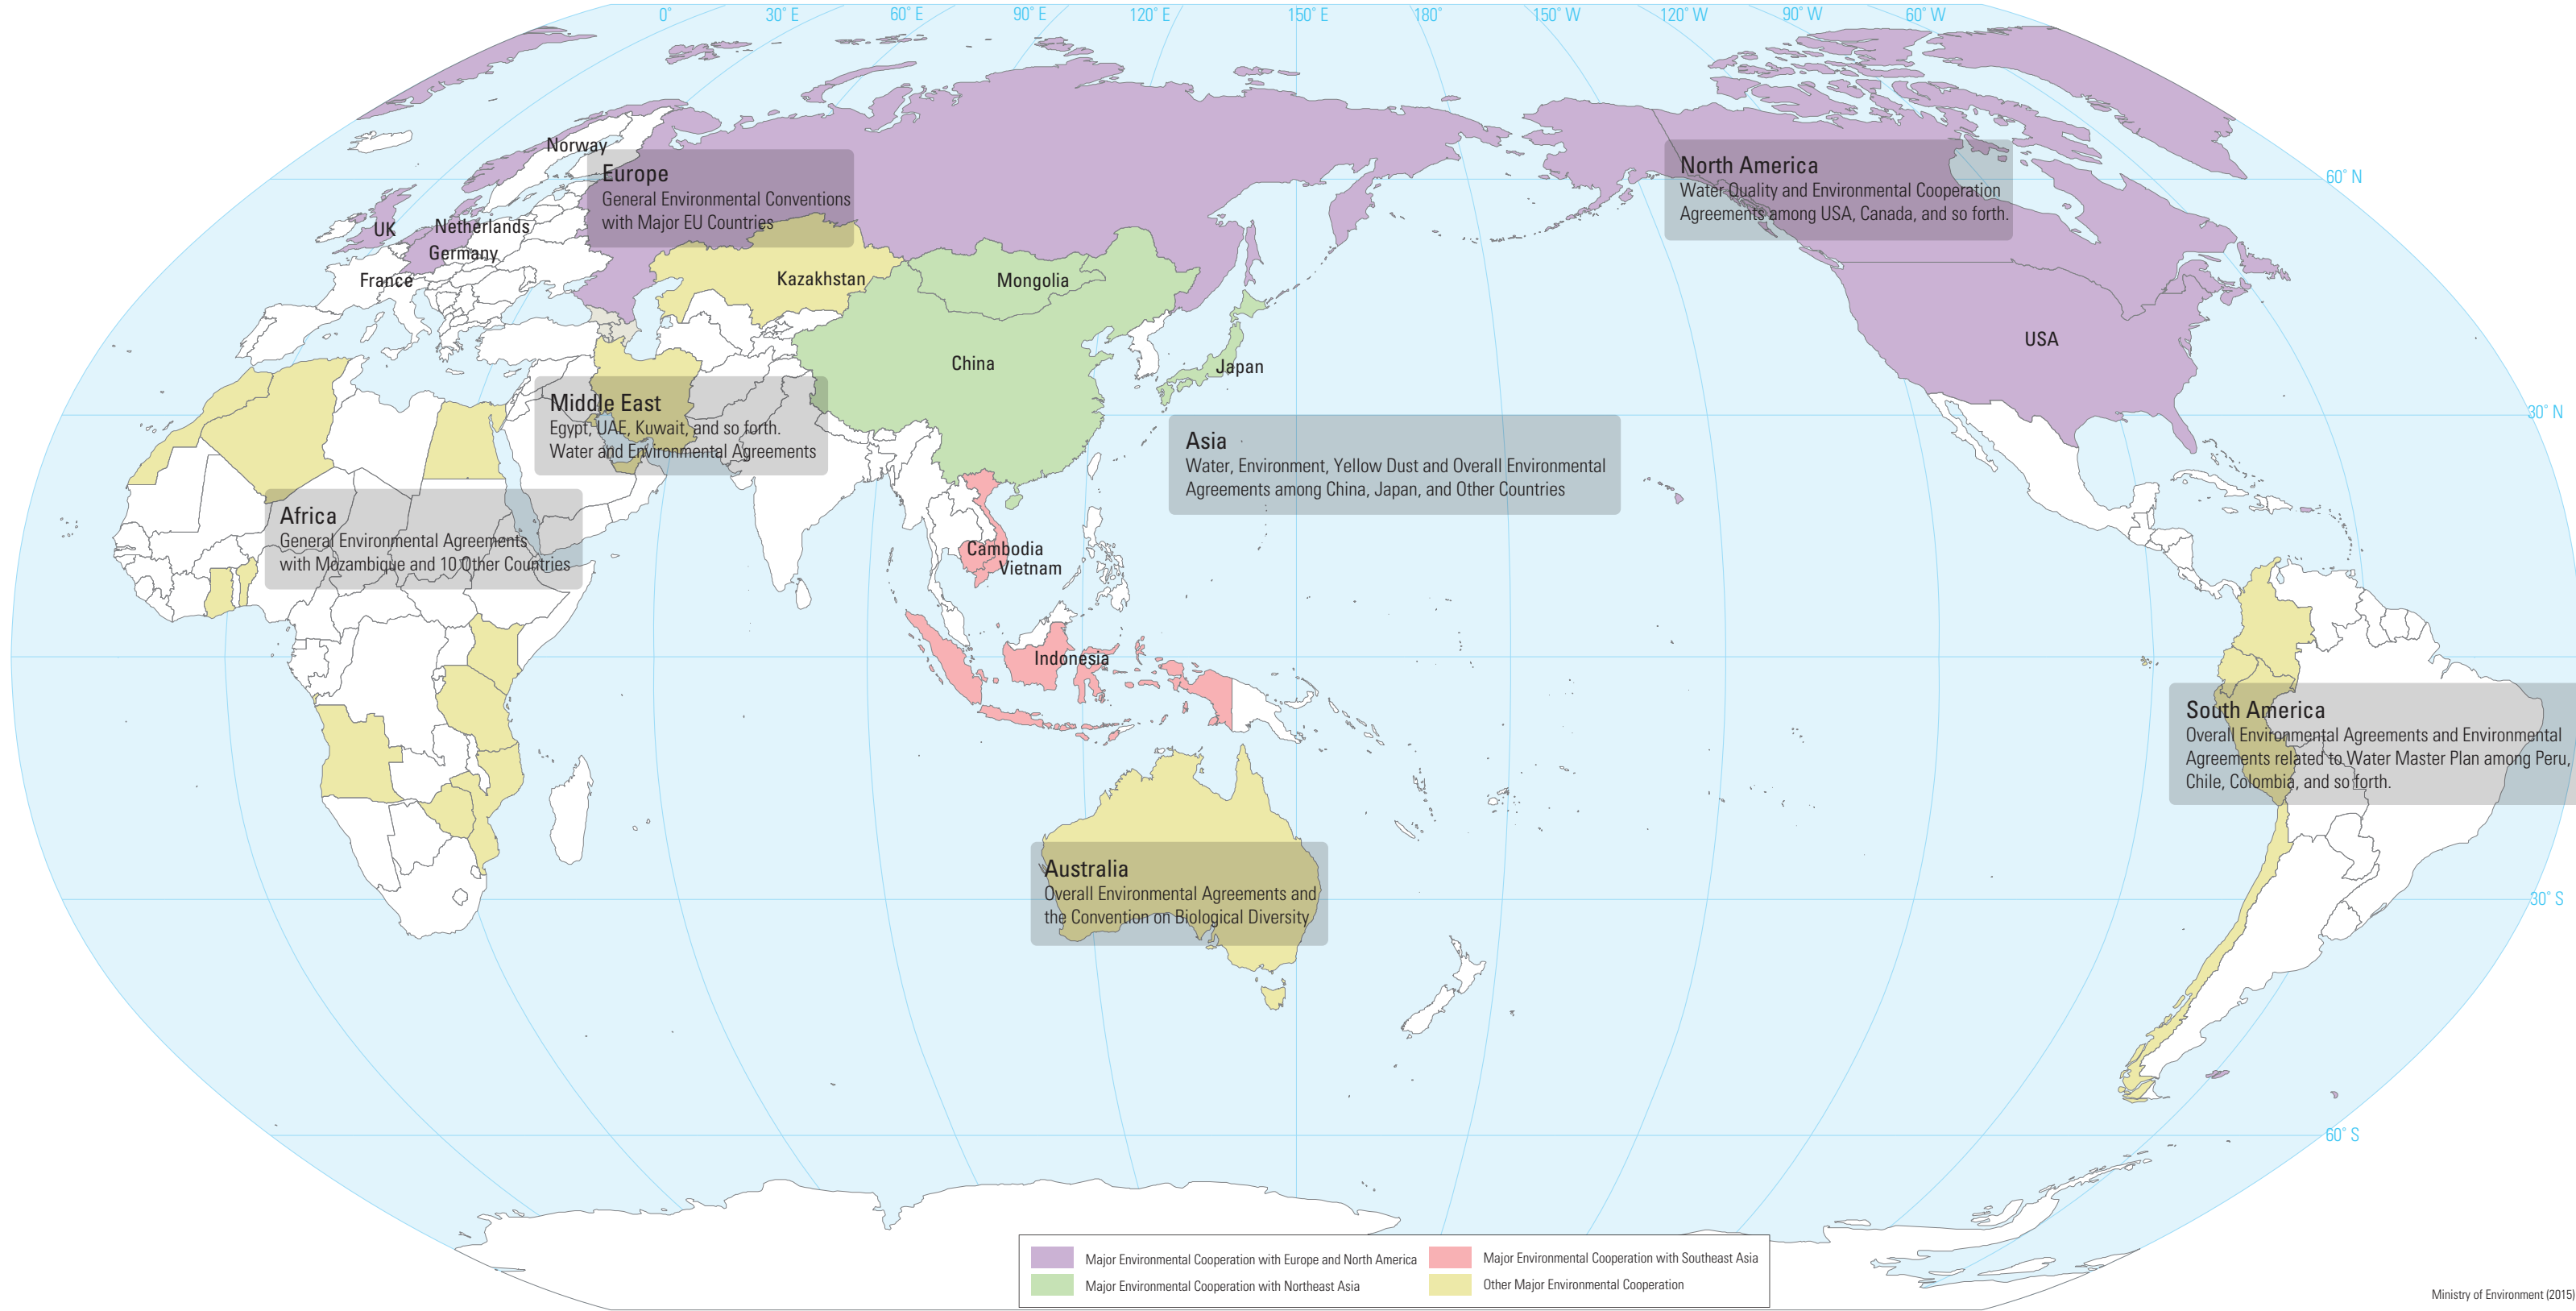 0° 30° E 60° E 90° E 120° E 150° E 180° 150° W 120° W 90° W 60° W
Norway
Europe
General Environmental Conventions
with Major EU Countries
North America
Water Quality and Environmental Cooperation
Agreements among USA, Canada, and so forth.
60° N
UK
Netherlands
Germany
France
Kazakhstan
Mongolia
China
Japan
USA
30° N
Middle East
Egypt, UAE, Kuwait, and so forth.
Water and Environmental Agreements
Asia
Water, Environment, Yellow Dust and Overall Environmental
Agreements among China, Japan, and Other Countries
Africa
General Environmental Agreements
with Mozambique and 10 Other Countries
Cambodia
Vietnam
Indonesia
South America
Overall Environmental Agreements and Environmental
Agreements related to Water Master Plan among Peru,
Chile, Colombia, and so forth.
Australia
Overall Environmental Agreements and
the Convention on Biological Diversity
30° S
60° S
Major Environmental Cooperation with Europe and North America
Major Environmental Cooperation with Southeast Asia
Major Environmental Cooperation with Northeast Asia
Other Major Environmental Cooperation
Ministry of Environment (2015)